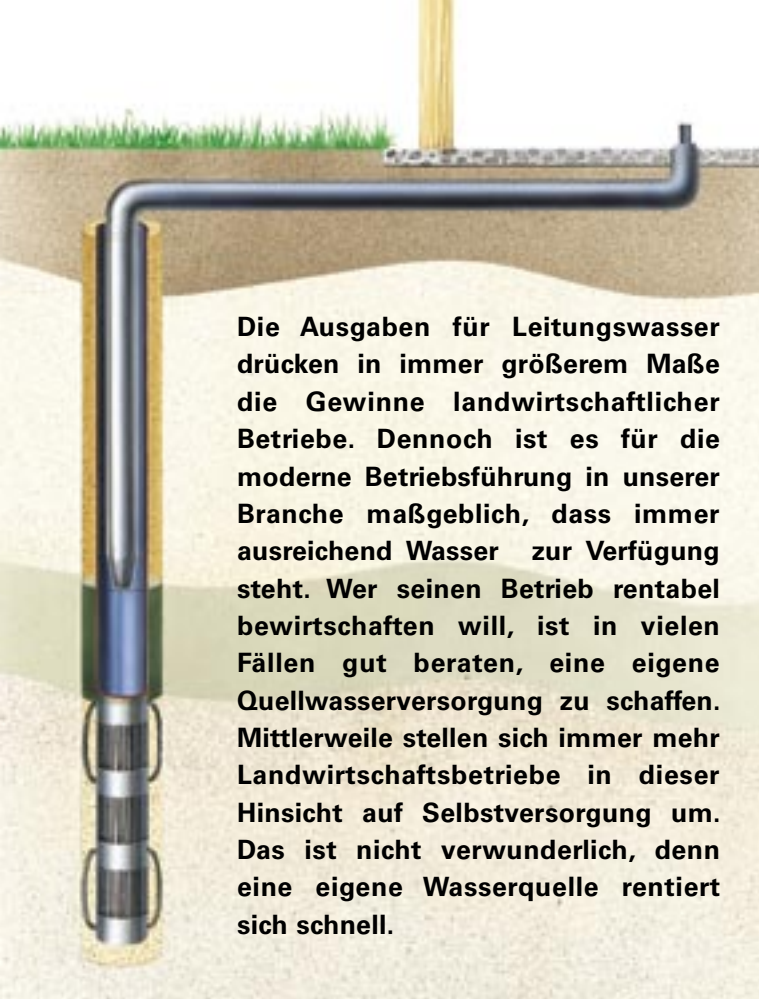 Die Ausgaben für Leitungswasser
drücken in immer größerem Maße
die Gewinne landwirtschaftlicher
Betriebe. Dennoch ist es für die
moderne Betriebsführung in unserer
Branche maßgeblich, dass immer
ausreichend Wasser zur Verfügung
steht. Wer seinen Betrieb rentabel
bewirtschaften will, ist in vielen
Fällen gut beraten, eine eigene
Quellwasserversorgung zu schaffen.
Mittlerweile stellen sich immer mehr
Landwirtschaftsbetriebe in dieser
Hinsicht auf Selbstversorgung um.
Das ist nicht verwunderlich, denn
eine eigene Wasserquelle rentiert
sich schnell.